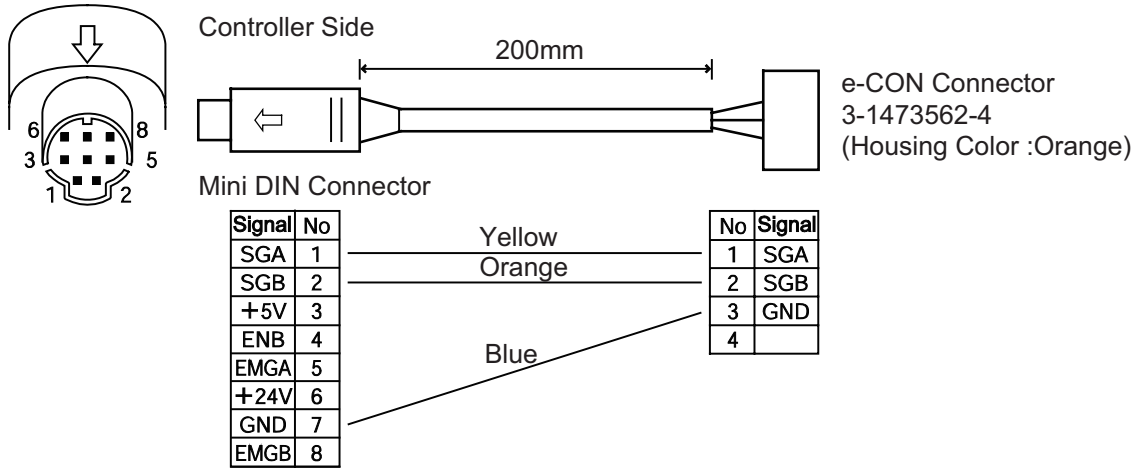 Controller Side
200mm
e-CON Connector
3-1473562-4
(Housing Color :Orange)
6 8
3 5
1 2
Mini DIN Connector
Signal No
SGA 1
SGB 2
+5V 3
ENB 4
EMGA 5
+24V 6
GND 7
EMGB 8
Yellow
Orange
Blue
No Signal
1 SGA
2 SGB
3 GND
4